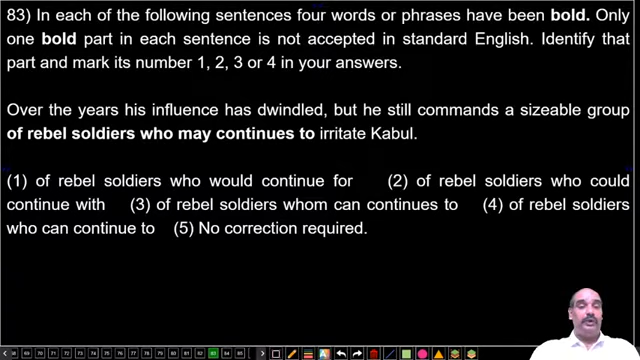 83) In each of the following sentences four words or phrases have been bold. Only
one bold part in each sentence is not accepted in standard English. Identify that
part and mark its number 1, 2, 3 or 4 in your answers.
Over the years his influence has dwindled, but he still commands a sizeable group
of rebel soldiers who may continues to irritate Kabul.
(1) of rebel soldiers who would continue for (2) of rebel soldiers who could
continue with (3) of rebel soldiers whom can continues to (4) of rebel soldiers
who can continue to (5) No correction required.